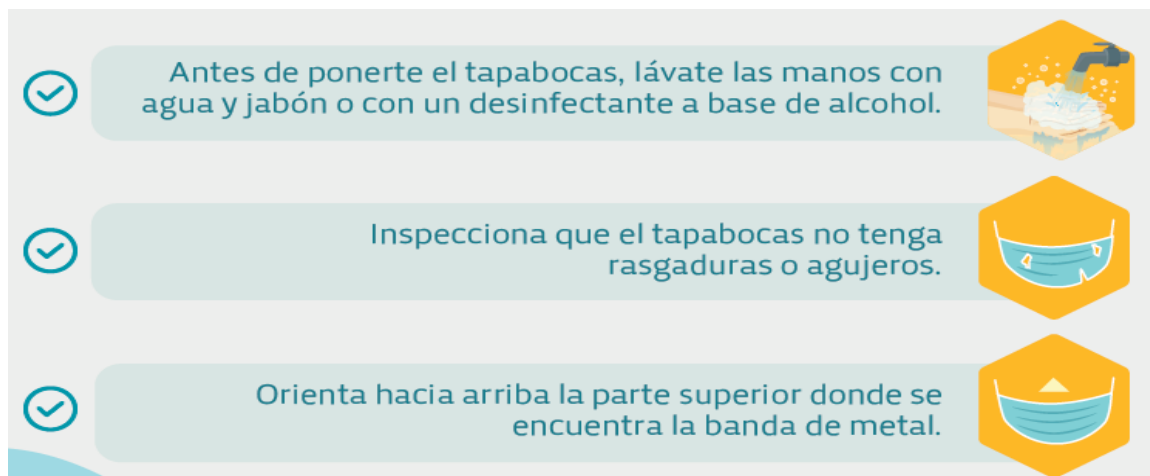 Antes de ponerte el tapabocas, lávate las manos con
agua y jabón o con un desinfectante a base de alcohol.
Inspecciona que el tapabocas no tenga
rasgaduras o agujeros.
Orienta hacia arriba la parte superior donde se
encuentra la banda de metal.